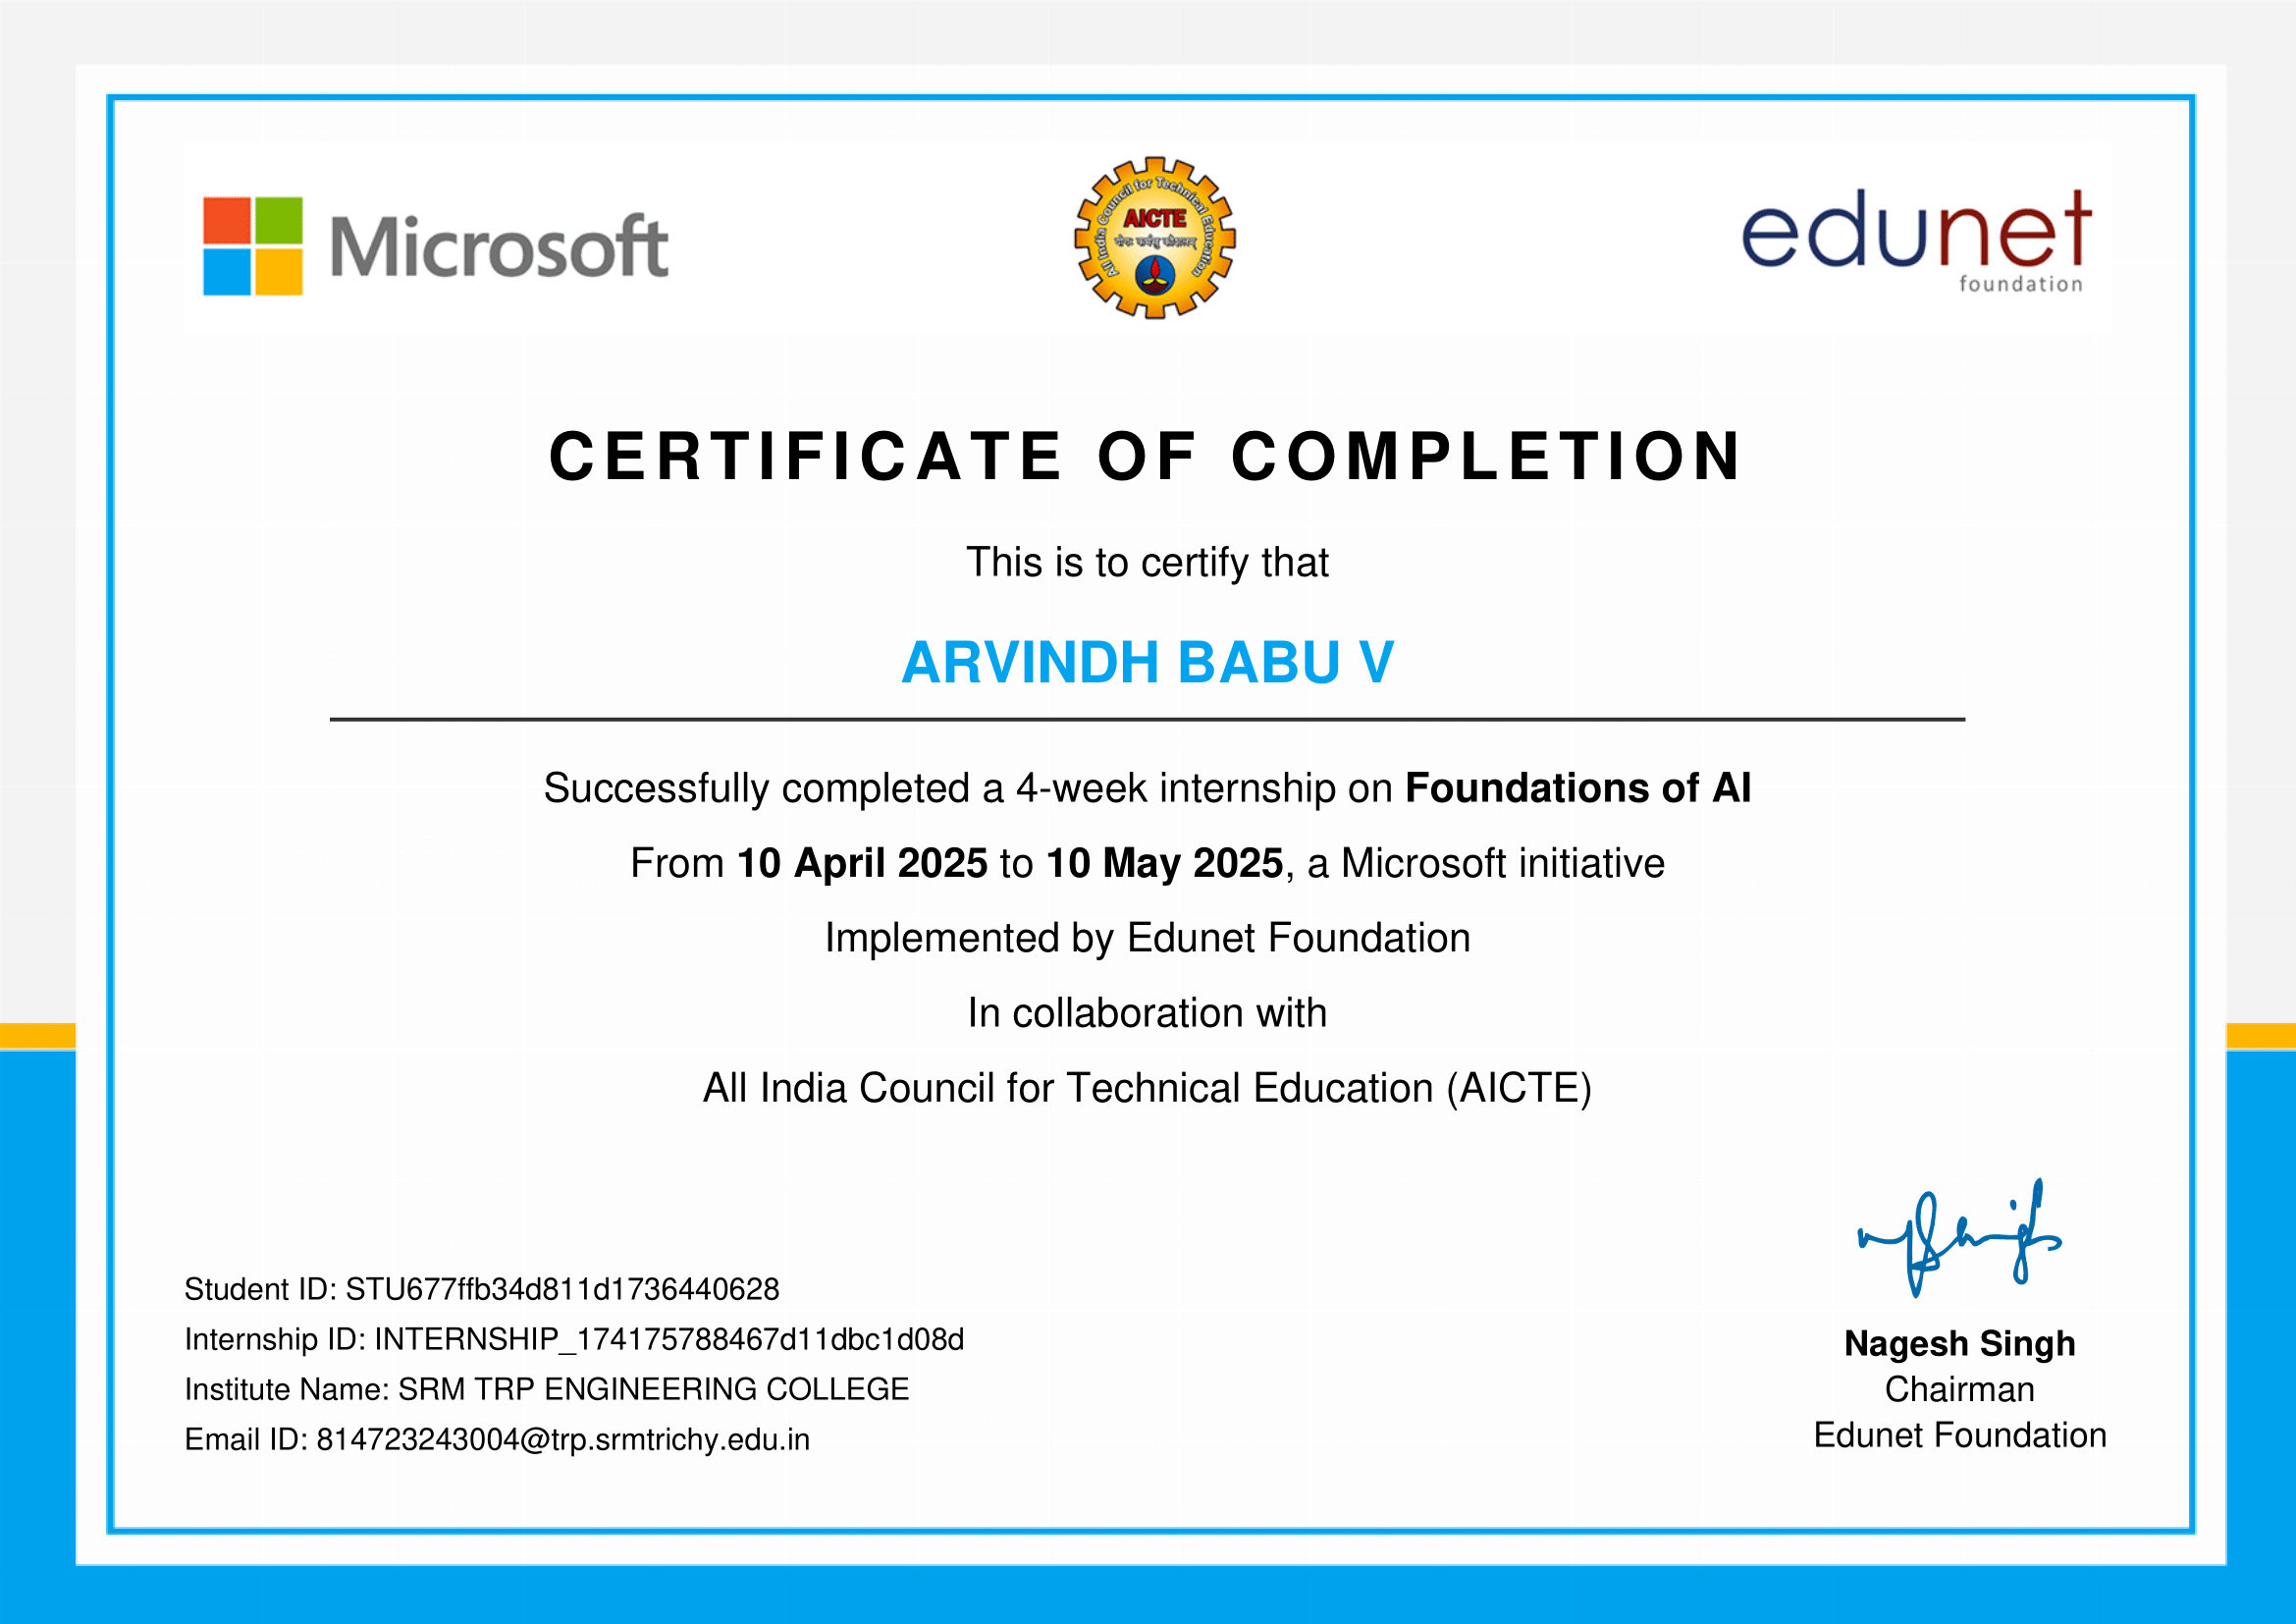 Microsoft
All India Council for Technical Education
AICTE
योगः कर्मसु कौशलम्
edunet
foundation
CERTIFICATE OF COMPLETION
This is to certify that
ARVINDH BABU V
Successfully completed a 4-week internship on Foundations of AI
From 10 April 2025 to 10 May 2025, a Microsoft initiative
Implemented by Edunet Foundation
In collaboration with
All India Council for Technical Education (AICTE)
Student ID: STU677ffb34d811d1736440628
Internship ID: INTERNSHIP_174175788467d11dbc1d08d
Institute Name: SRM TRP ENGINEERING COLLEGE
Email ID: 814723243004@trp.srmtrichy.edu.in
Nagesh Singh
Chairman
Edunet Foundation